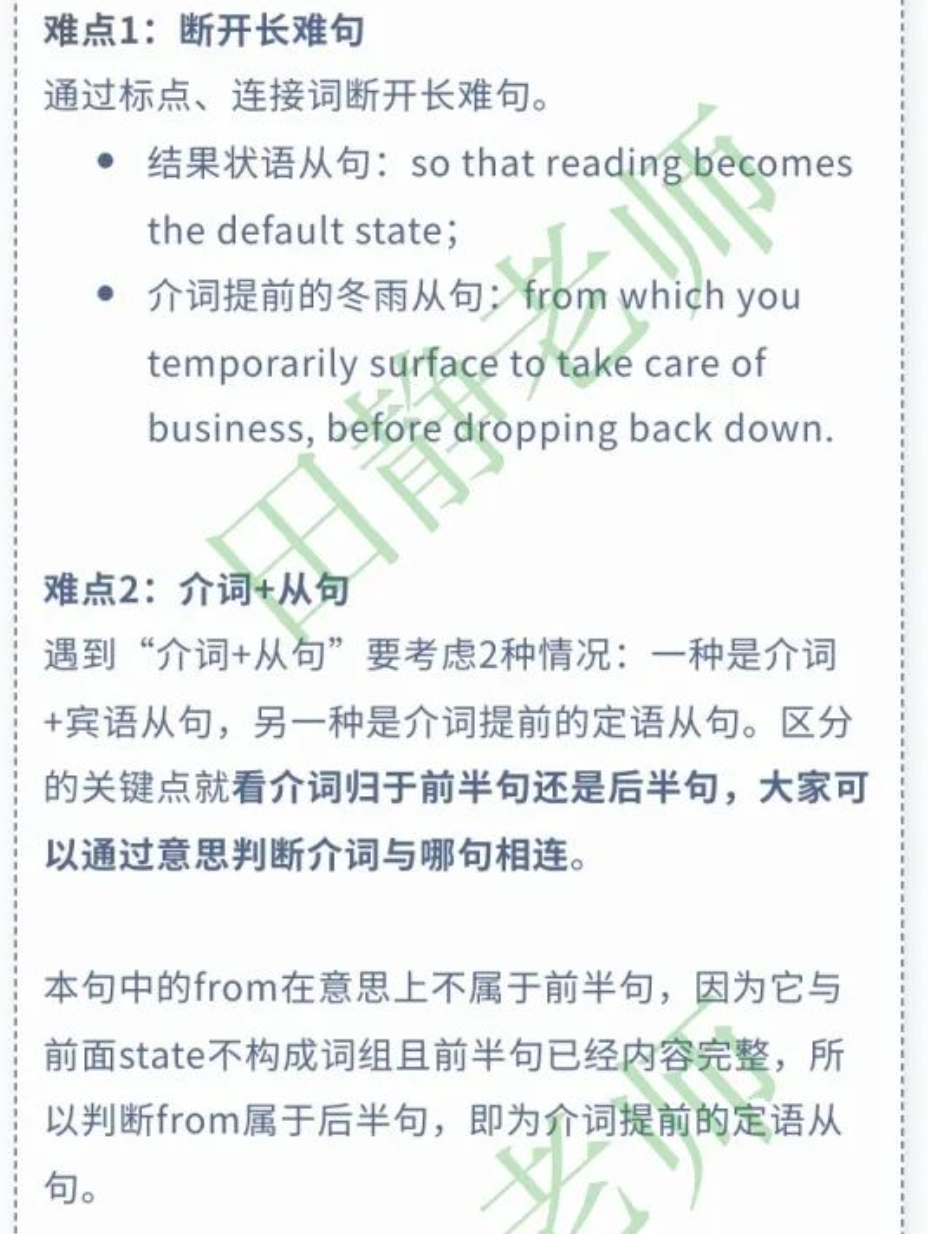 难点1：断开长难句
通过标点、连接词断开长难句。
● 结果状语从句：so that reading becomes
the default state；
● 介词提前的冬雨从句：from which you
temporarily surface to take care of
business, before dropping back down.
难点2：介词+从句
遇到“介词+从句”要考虑2种情况：一种是介词
+宾语从句，另一种是介词提前的定语从句。区分
的关键点就看介词归于前半句还是后半句，大家可
以通过意思判断介词与哪句相连。
本句中的from在意思上不属于前半句，因为它与
前面state不构成词组且前半句已经内容完整，所
以判断from属于后半句，即为介词提前的定语从
句。
田静老师
老师